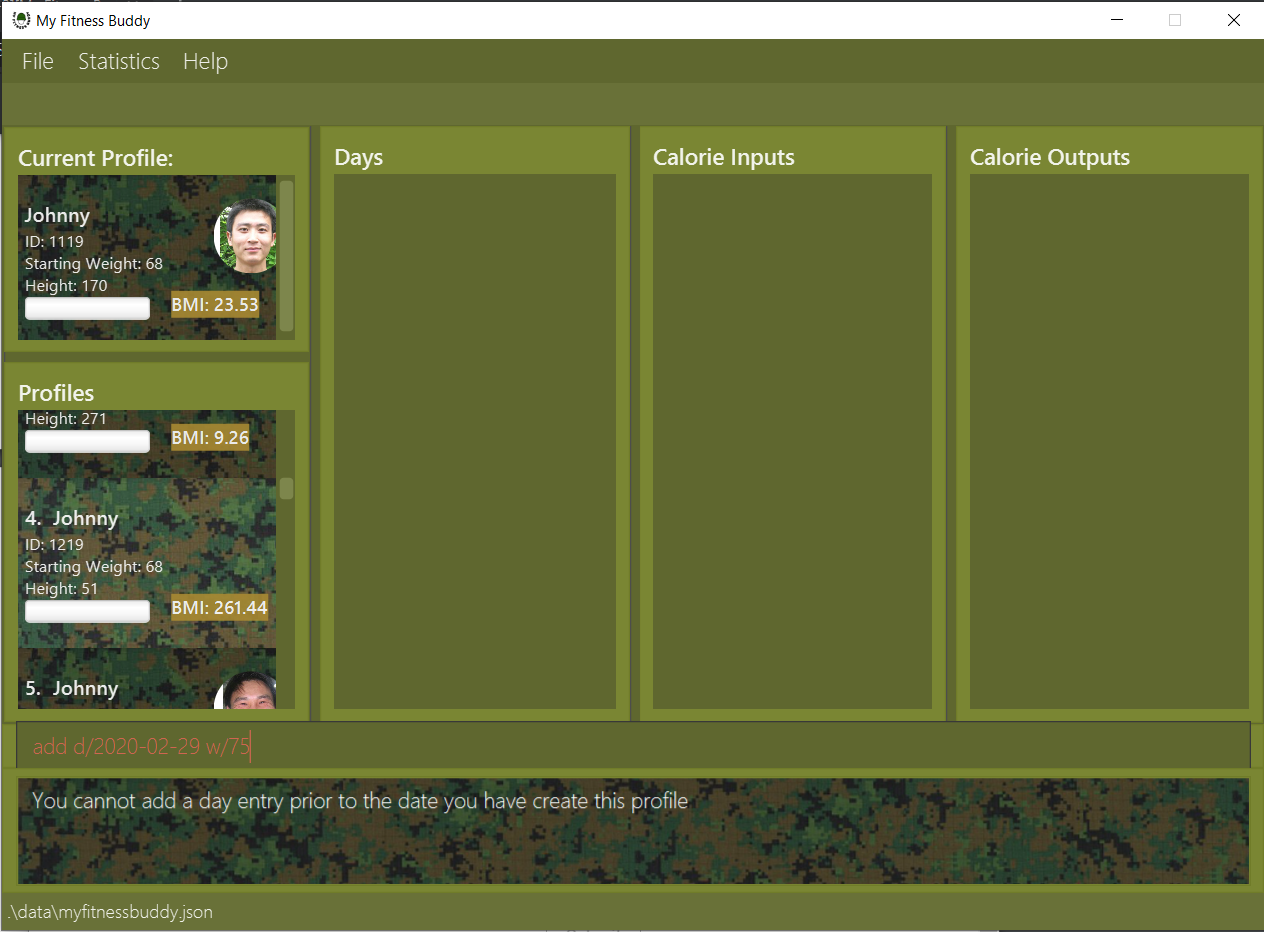 My Fitness Buddy
File Statistics Help
Current Profile:
Johnny
ID: 1119
Starting Weight: 68
Height: 170
BMI: 23.53
Profiles
Height: 271
BMI: 9.26
4. Johnny
ID: 1219
Starting Weight: 68
Height: 51
BMI: 261.44
5. Johnny
Days
Calorie Inputs
Calorie Outputs
add d/2020-02-29 w/75
You cannot add a day entry prior to the date you have create this profile
.\data\myfitnessbuddy.json